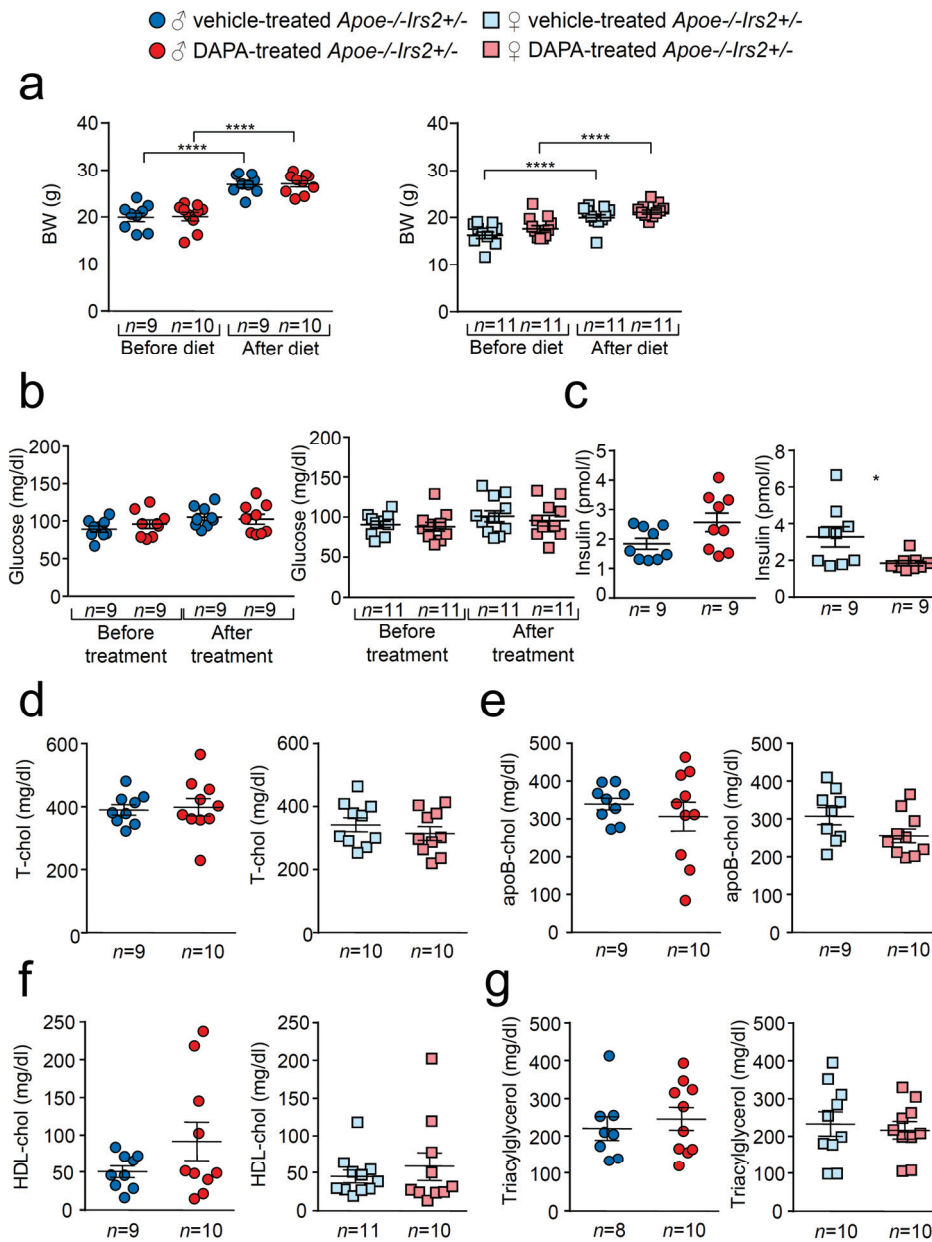 ♂ vehicle-treated Apoe-/-Irs2+/- ♀ vehicle-treated Apoe-/-Irs2+/-
♂ DAPA-treated Apoe-/-Irs2+/- ♀ DAPA-treated Apoe-/-Irs2+/-
a
BW (g)
40
30
20
10
0
****
****
n=9 n=10 n=9 n=10
Before diet After diet
BW (g)
40
30
20
10
0
****
****
n=11 n=11 n=11 n=11
Before diet After diet
b
Glucose (mg/dl)
200
150
100
50
0
n=9 n=9 n=9 n=9
Before treatment
After treatment
Glucose (mg/dl)
200
150
100
50
0
n=11 n=11 n=11 n=11
Before treatment
After treatment
c
Insulin (pmol/l)
5
4
3
2
1
0
n= 9 n= 9
Insulin (pmol/l)
8
6
4
2
0
*
n= 9 n= 9
d
T-chol (mg/dl)
600
400
200
0
n=9 n=10
T-chol (mg/dl)
600
400
200
0
n=10 n=10
e
apoB-chol (mg/dl)
500
400
300
200
100
0
n=9 n=10
apoB-chol (mg/dl)
500
400
300
200
100
0
n=9 n=10
f
HDL-chol (mg/dl)
250
200
150
100
50
0
n=9 n=10
HDL-chol (mg/dl)
250
200
150
100
50
0
n=11 n=10
g
Triacylglycerol (mg/dl)
500
400
300
200
100
0
n=8 n=10
Triacylglycerol (mg/dl)
500
400
300
200
100
0
n=10 n=10